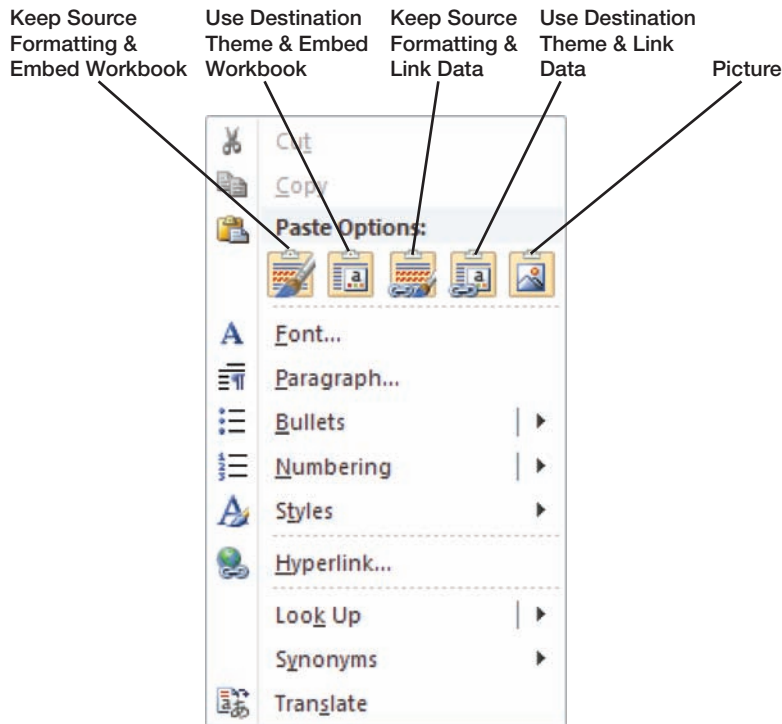 Keep Source
Formatting &
Embed Workbook
Use Destination
Theme & Embed
Workbook
Keep Source
Formatting &
Link Data
Use Destination
Theme & Link
Data
Picture
Cut
Copy
Paste Options:
Font...
Paragraph...
Bullets
Numbering
Styles
Hyperlink...
Look Up
Synonyms
Translate